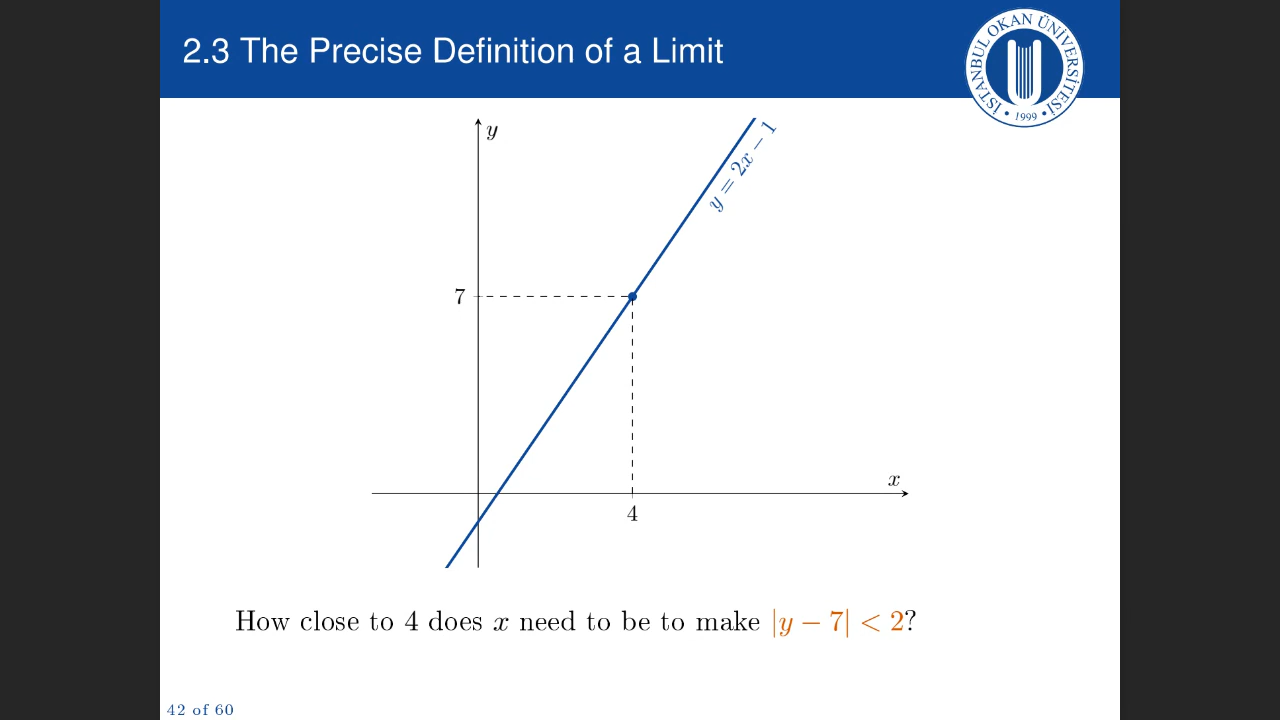 2.3 The Precise Definition of a Limit
İSTANBUL OKAN ÜNİVERSİTESİ
• 1999 •
y
y = 2x − 1
7
x
4
How close to 4 does x need to be to make |y − 7| < 2?
42 of 60